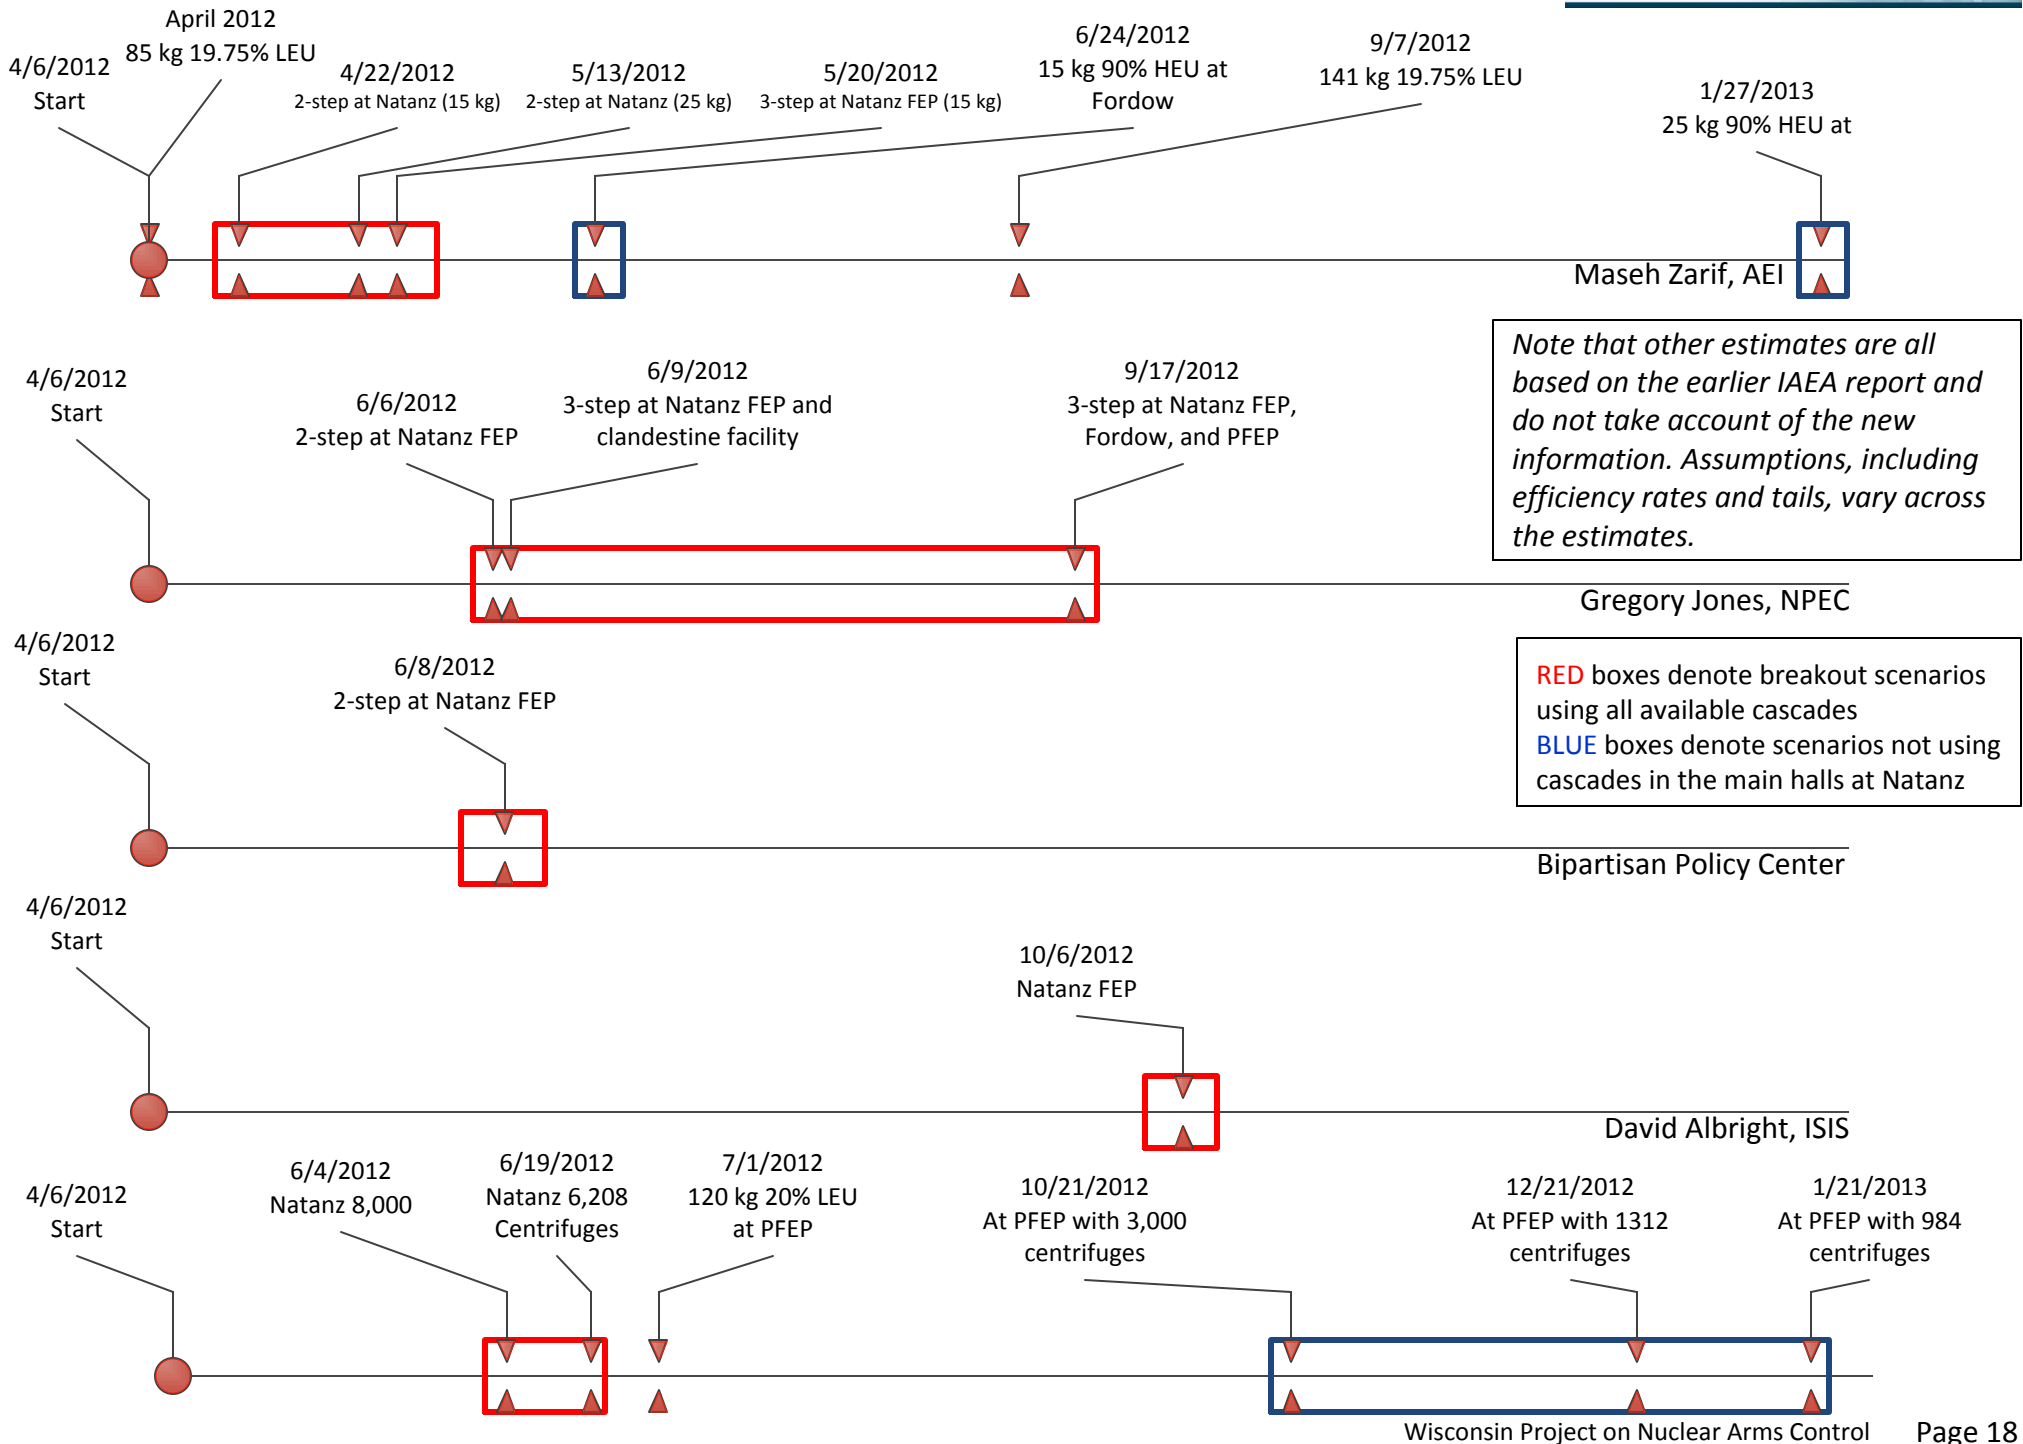 April 2012
85 kg 19.75% LEU
4/6/2012
Start
4/22/2012
2-step at Natanz (15 kg)
5/13/2012
2-step at Natanz (25 kg)
5/20/2012
3-step at Natanz FEP (15 kg)
6/24/2012
15 kg 90% HEU at
Fordow
9/7/2012
141 kg 19.75% LEU
1/27/2013
25 kg 90% HEU at
Maseh Zarif, AEI
Note that other estimates are all
based on the earlier IAEA report and
do not take account of the new
information. Assumptions, including
efficiency rates and tails, vary across
the estimates.
4/6/2012
Start
6/6/2012
2-step at Natanz FEP
6/9/2012
3-step at Natanz FEP and
clandestine facility
9/17/2012
3-step at Natanz FEP,
Fordow, and PFEP
Gregory Jones, NPEC
4/6/2012
Start
6/8/2012
2-step at Natanz FEP
RED boxes denote breakout scenarios
using all available cascades
BLUE boxes denote scenarios not using
cascades in the main halls at Natanz
Bipartisan Policy Center
4/6/2012
Start
10/6/2012
Natanz FEP
David Albright, ISIS
4/6/2012
Start
6/4/2012
Natanz 8,000
6/19/2012
Natanz 6,208
Centrifuges
7/1/2012
120 kg 20% LEU
at PFEP
10/21/2012
At PFEP with 3,000
centrifuges
12/21/2012
At PFEP with 1312
centrifuges
1/21/2013
At PFEP with 984
centrifuges
Wisconsin Project on Nuclear Arms Control
Page 18